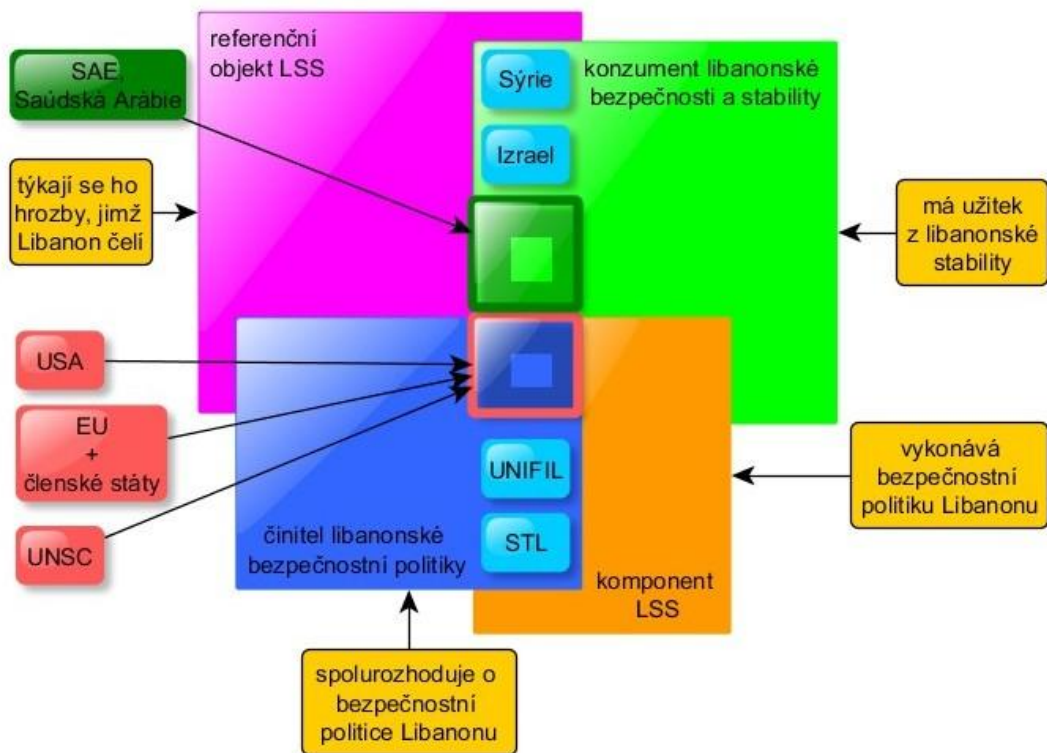 referenční
objekt LSS
SAE,
Saúdská Arábie
Sýrie
konzument libanonské
bezpečnosti a stability
Izrael
týkají se ho
hrozby, jimž
Libanon čelí
má užitek
z libanonské
stability
USA
EU
+
členské státy
UNSC
UNIFIL
STL
činitel libanonské
bezpečnostní politiky
vykonává
bezpečnostní
politiku Libanonu
komponent
LSS
spolurozhoduje o
bezpečnostní
politice Libanonu